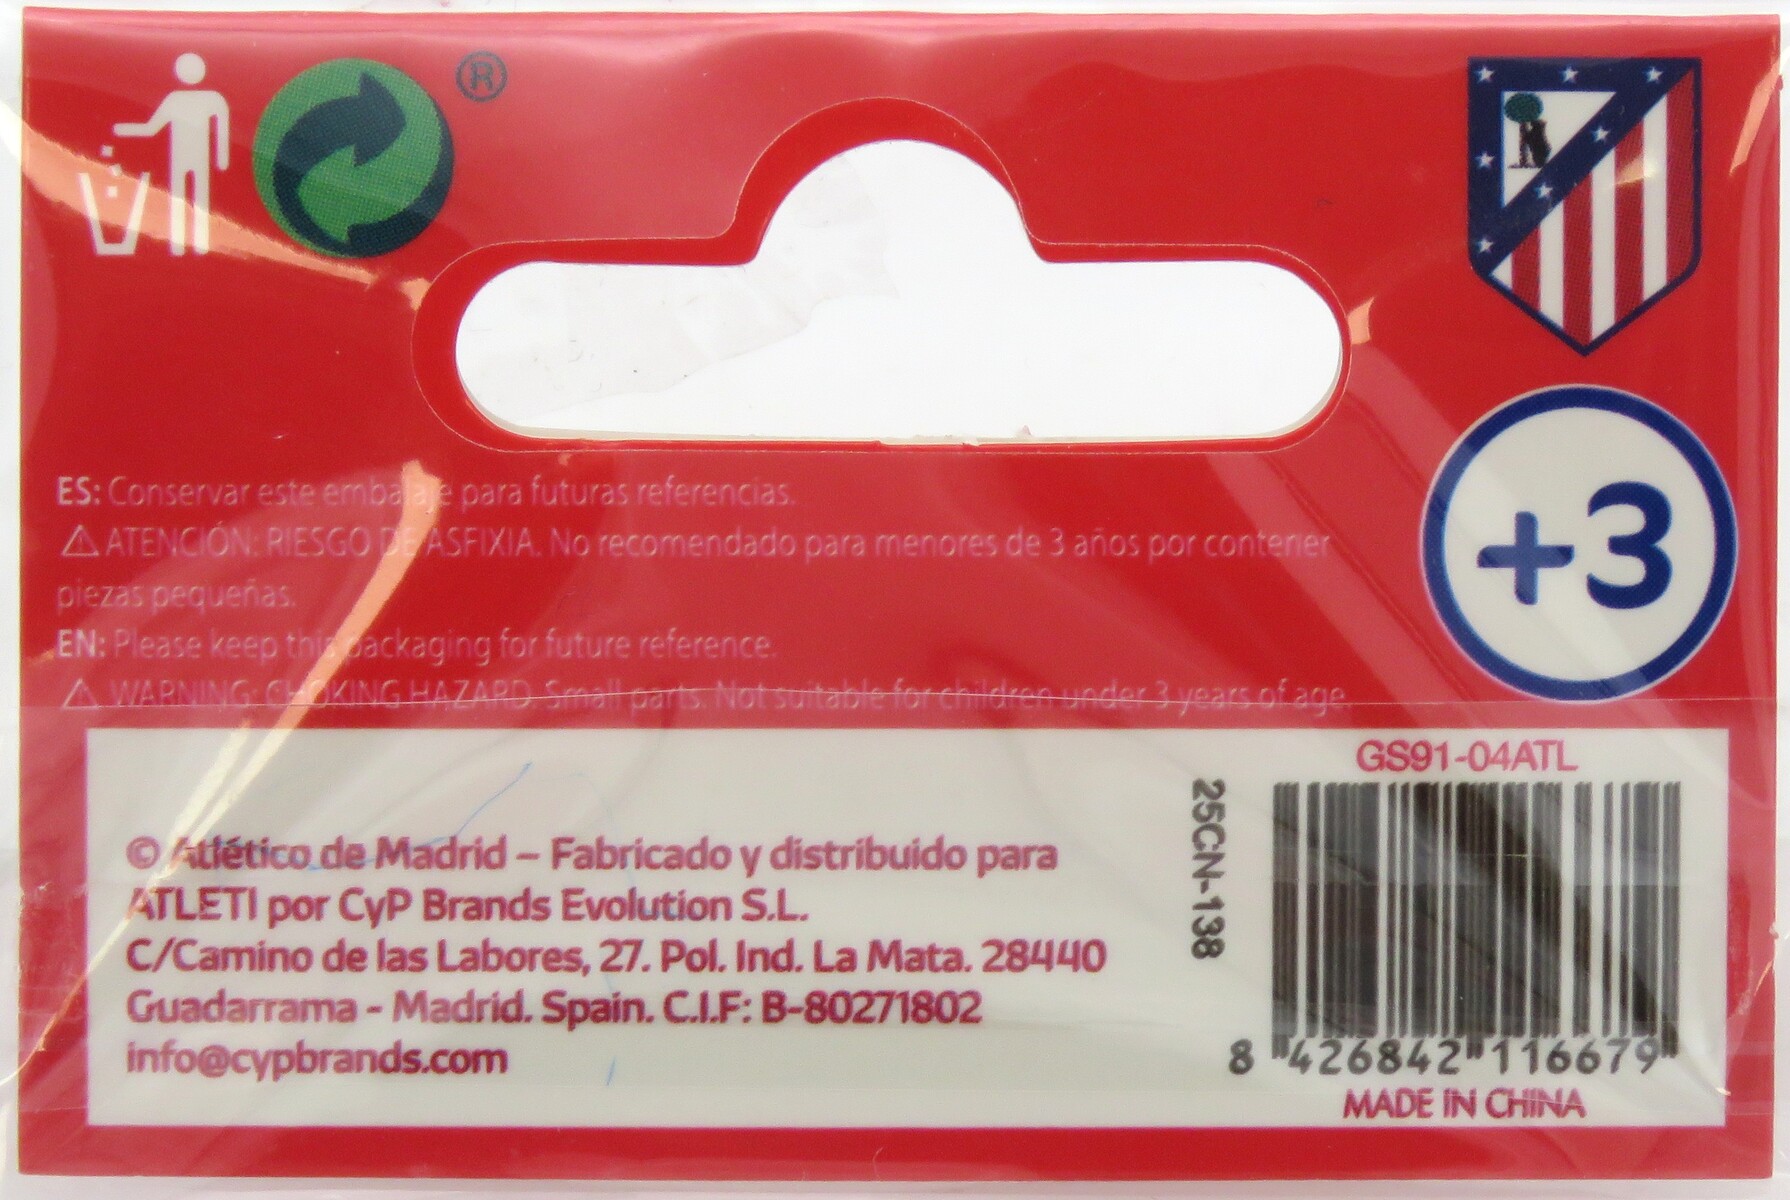 ®
ES: Conservar este embalaje para futuras referencias.
⚠ ATENCIÓN: RIESGO DE ASFIXIA. No recomendado para menores de 3 años por contener
piezas pequeñas.
EN: Please keep this packaging for future reference.
⚠ WARNING: CHOKING HAZARD. Small parts. Not suitable for children under 3 years of age.
+3
© Atlético de Madrid – Fabricado y distribuido para
ATLETI por CyP Brands Evolution S.L.
C/Camino de las Labores, 27. Pol. Ind. La Mata. 28440
Guadarrama - Madrid. Spain. C.I.F: B-80271802
info@cypbrands.com
25CN-138
GS91-04ATL
8 426842 116679
MADE IN CHINA